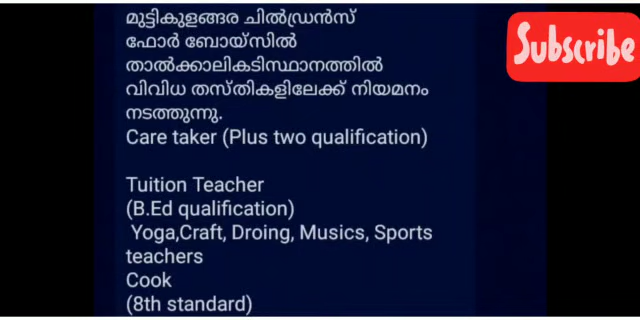 മുട്ടികുളങ്ങര ചിൽഡ്രൻസ്
ഫോർ ബോയ്സിൽ
താൽക്കാലികടിസ്ഥാനത്തിൽ
വിവിധ തസ്തികളിലേക്ക് നിയമനം
നടത്തുന്നു.
Care taker (Plus two qualification)
Tuition Teacher
(B.Ed qualification)
Yoga,Craft, Droing, Musics, Sports
teachers
Cook
(8th standard)
Subscribe